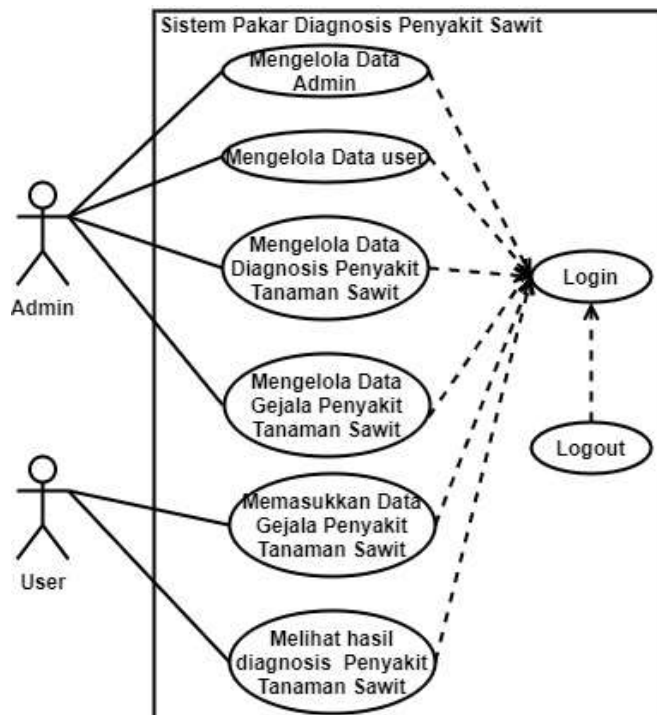 Sistem Pakar Diagnosis Penyakit Sawit
Mengelola Data
Admin
Mengelola Data user
Mengelola Data
Diagnosis Penyakit
Tanaman Sawit
Login
Admin
Mengelola Data
Gejala Penyakit
Tanaman Sawit
Logout
Memasukkan Data
Gejala Penyakit
Tanaman Sawit
User
Melihat hasil
diagnosis Penyakit
Tanaman Sawit